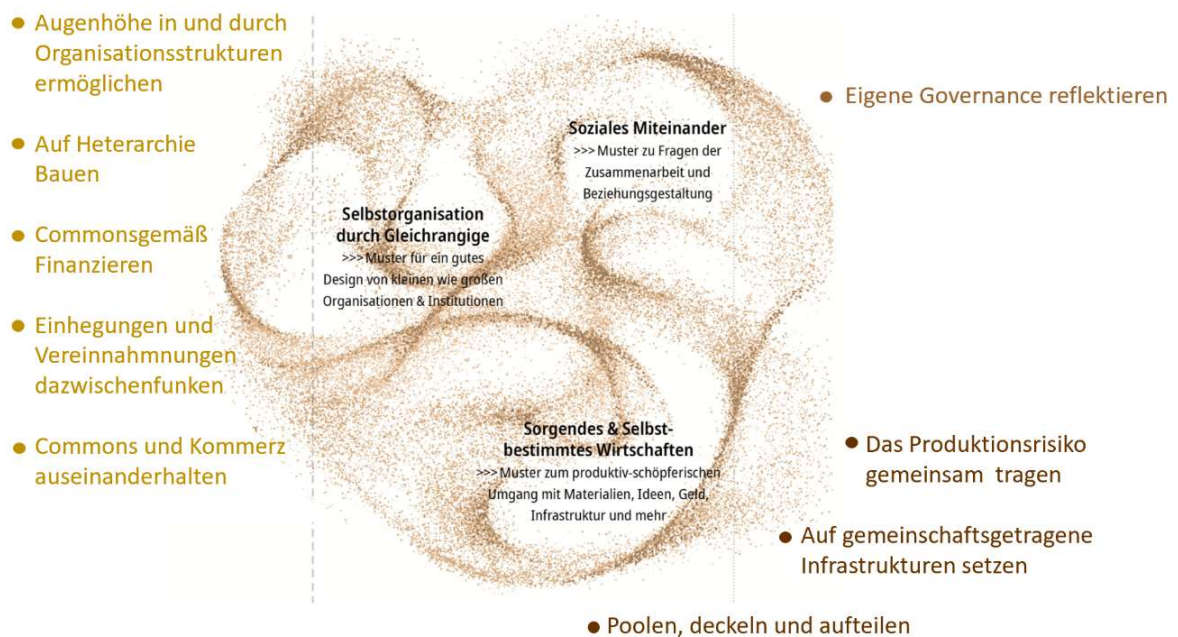 ● Augenhöhe in und durch
Organisationsstrukturen
ermöglichen
● Auf Heterarchie
Bauen
● Commonsgemäß
Finanzieren
● Einhegungen und
Vereinnahmnungen
dazwischenfunken
● Commons und Kommerz
auseinanderhalten
Selbstorganisation
durch Gleichrangige
>>> Muster für ein gutes
Design von kleinen wie großen
Organisationen & Institutionen
Soziales Miteinander
>>> Muster zu Fragen der
Zusammenarbeit und
Beziehungsgestaltung
● Eigene Governance reflektieren
Sorgendes & Selbst-
bestimmtes Wirtschaften
>>> Muster zum produktiv-schöpferischen
Umgang mit Materialien, Ideen, Geld,
Infrastruktur und mehr
● Das Produktionsrisiko
gemeinsam tragen
● Auf gemeinschaftsgetragene
Infrastrukturen setzen
● Poolen, deckeln und aufteilen